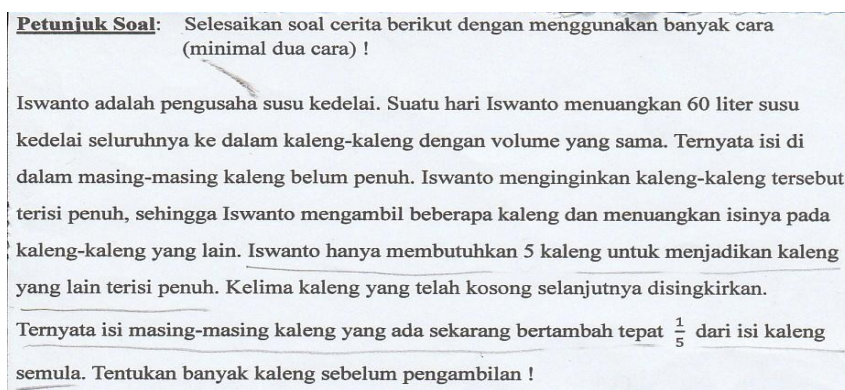 Petunjuk Soal: Selesaikan soal cerita berikut dengan menggunakan banyak cara
(minimal dua cara) !
Iswanto adalah pengusaha susu kedelai. Suatu hari Iswanto menuangkan 60 liter susu
kedelai seluruhnya ke dalam kaleng-kaleng dengan volume yang sama. Ternyata isi di
dalam masing-masing kaleng belum penuh. Iswanto menginginkan kaleng-kaleng tersebut
terisi penuh, sehingga Iswanto mengambil beberapa kaleng dan menuangkan isinya pada
kaleng-kaleng yang lain. Iswanto hanya membutuhkan 5 kaleng untuk menjadikan kaleng
yang lain terisi penuh. Kelima kaleng yang telah kosong selanjutnya disingkirkan.
Ternyata isi masing-masing kaleng yang ada sekarang bertambah tepat 1/5 dari isi kaleng
semula. Tentukan banyak kaleng sebelum pengambilan !